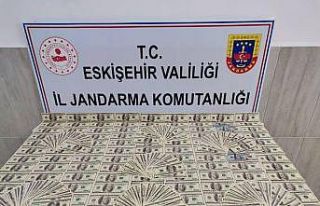 T.C.
ESKİŞEHİR VALİLİĞİ
İL JANDARMA KOMUTANLIĞI